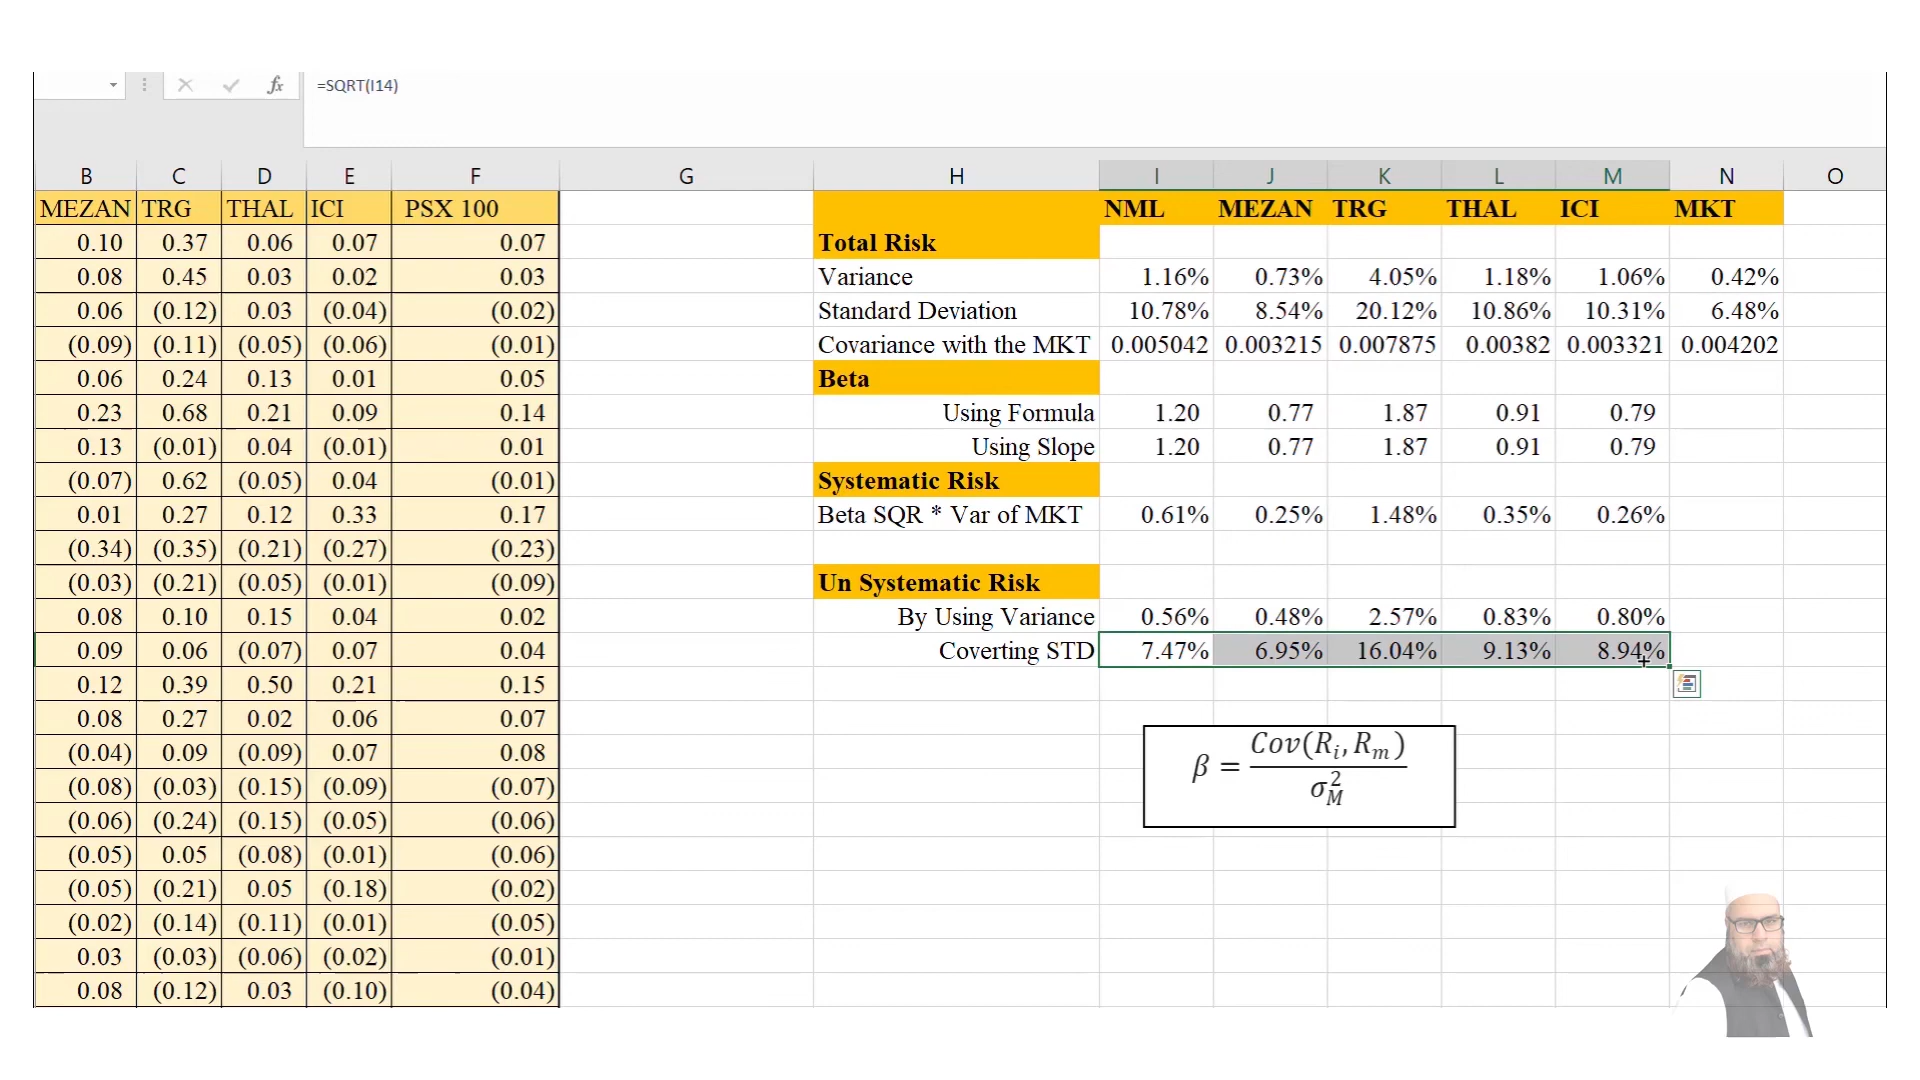 =SQRT(I14)
B C D E F G H I J K L M N O
MEZAN TRG THAL ICI PSX 100 NML MEZAN TRG THAL ICI MKT
0.10 0.37 0.06 0.07 0.07 Total Risk
0.08 0.45 0.03 0.02 0.03 Variance 1.16% 0.73% 4.05% 1.18% 1.06% 0.42%
0.06 (0.12) 0.03 (0.04) (0.02) Standard Deviation 10.78% 8.54% 20.12% 10.86% 10.31% 6.48%
(0.09) (0.11) (0.05) (0.06) (0.01) Covariance with the MKT 0.005042 0.003215 0.007875 0.00382 0.003321 0.004202
0.06 0.24 0.13 0.01 0.05 Beta
0.23 0.68 0.21 0.09 0.14 Using Formula 1.20 0.77 1.87 0.91 0.79
0.13 (0.01) 0.04 (0.01) 0.01 Using Slope 1.20 0.77 1.87 0.91 0.79
(0.07) 0.62 (0.05) 0.04 (0.01) Systematic Risk
0.01 0.27 0.12 0.33 0.17 Beta SQR * Var of MKT 0.61% 0.25% 1.48% 0.35% 0.26%
(0.34) (0.35) (0.21) (0.27) (0.23)
(0.03) (0.21) (0.05) (0.01) (0.09) Un Systematic Risk
0.08 0.10 0.15 0.04 0.02 By Using Variance 0.56% 0.48% 2.57% 0.83% 0.80%
0.09 0.06 (0.07) 0.07 0.04 Coverting STD 7.47% 6.95% 16.04% 9.13% 8.94%
0.12 0.39 0.50 0.21 0.15
0.08 0.27 0.02 0.06 0.07
(0.04) 0.09 (0.09) 0.07 0.08
(0.08) (0.03) (0.15) (0.09) (0.07)
(0.06) (0.24) (0.15) (0.05) (0.06)
(0.05) 0.05 (0.08) (0.01) (0.06)
(0.05) (0.21) 0.05 (0.18) (0.02)
(0.02) (0.14) (0.11) (0.01) (0.05)
0.03 (0.03) (0.06) (0.02) (0.01)
0.08 (0.12) 0.03 (0.10) (0.04)
β = Cov(Ri, Rm) / σ²M